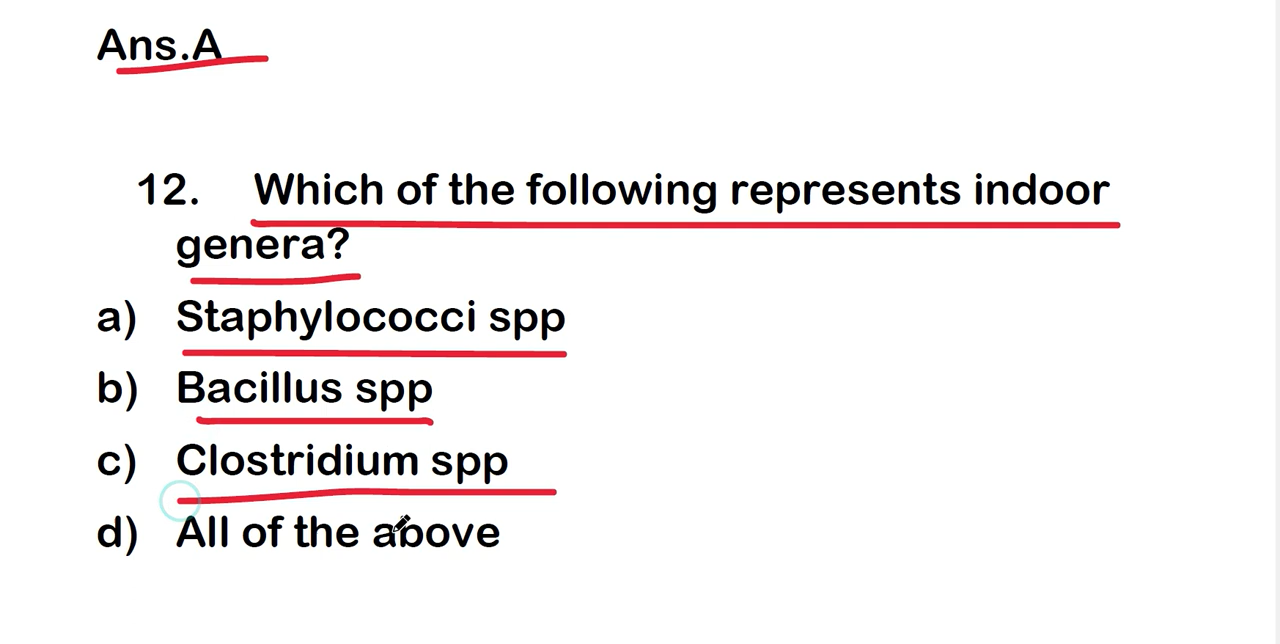 Ans.A
12. Which of the following represents indoor
genera?
a) Staphylococci spp
b) Bacillus spp
c) Clostridium spp
d) All of the above